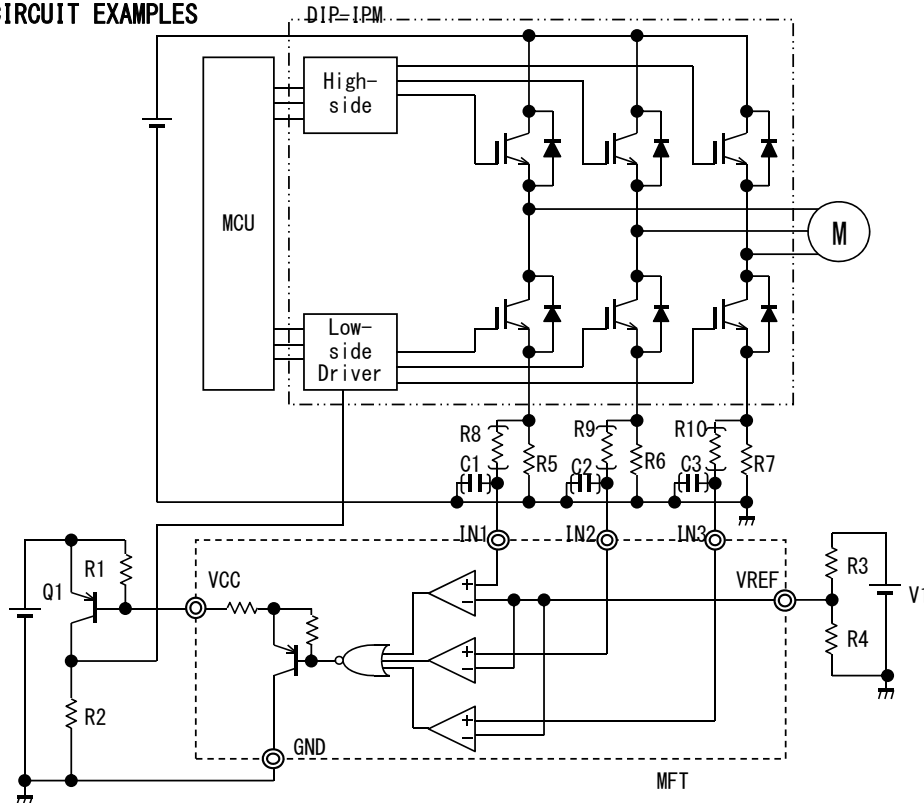 CIRCUIT EXAMPLES
DIP-IPM
High-
side
MCU
M
Low-
side
Driver
R8
R9
R10
C1
R5
C2
R6
C3
R7
IN1
IN2
IN3
R1
Q1
VCC
VREF
R3
V1
R4
R2
GND
MFT
+
−
+
−
+
−